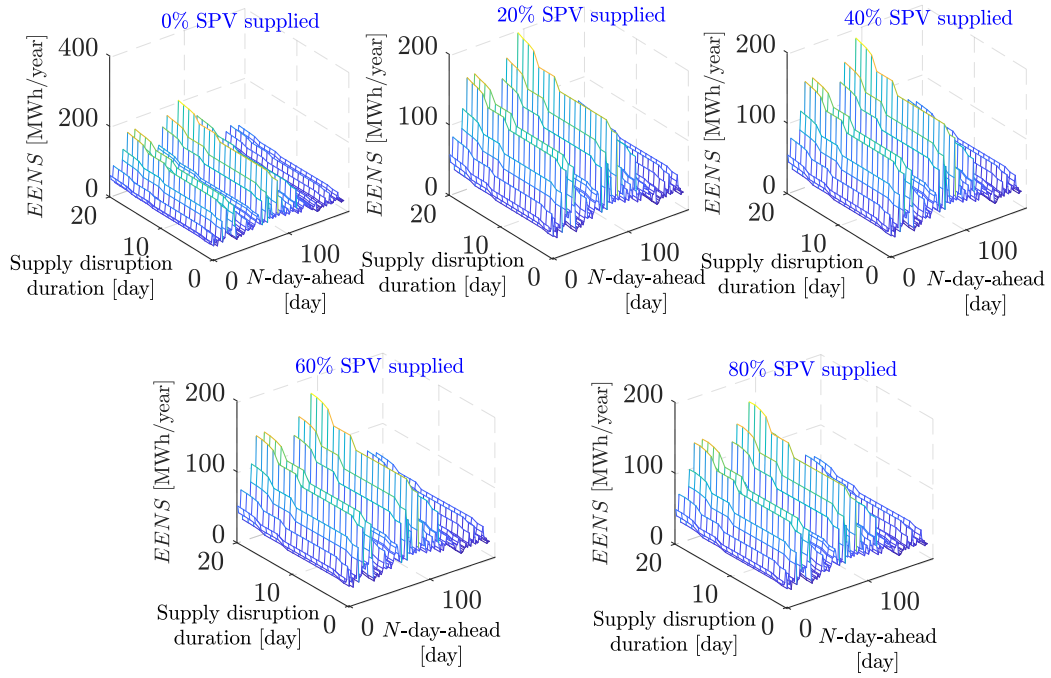 0% SPV supplied
400
200
0
EENS [MWh/year]
20
10
0
Supply disruption
duration [day]
0
100
N-day-ahead
[day]
20% SPV supplied
200
100
0
EENS [MWh/year]
20
10
0
Supply disruption
duration [day]
0
100
N-day-ahead
[day]
40% SPV supplied
200
100
0
EENS [MWh/year]
20
10
0
Supply disruption
duration [day]
0
100
N-day-ahead
[day]
60% SPV supplied
200
100
0
EENS [MWh/year]
20
10
0
Supply disruption
duration [day]
0
100
N-day-ahead
[day]
80% SPV supplied
200
100
0
EENS [MWh/year]
20
10
0
Supply disruption
duration [day]
0
100
N-day-ahead
[day]